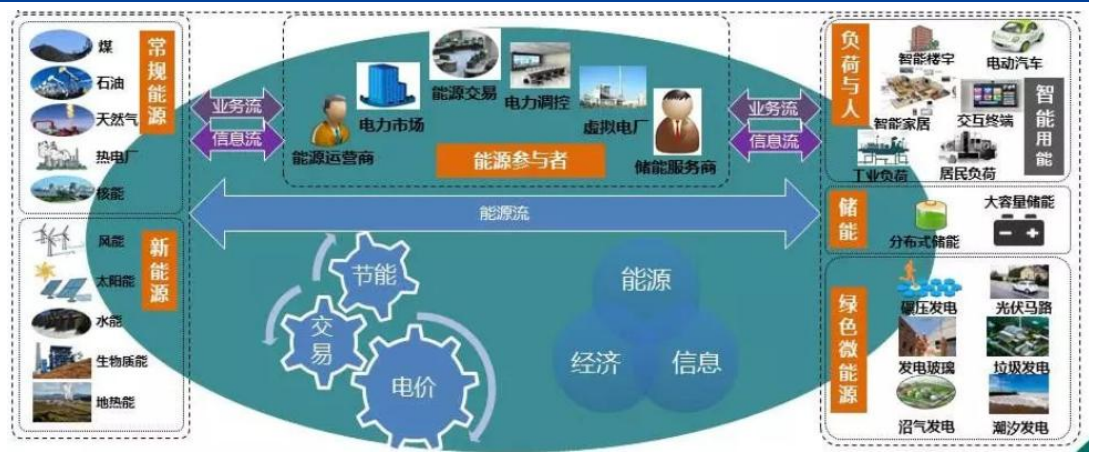 常规能源
煤
石油
天然气
热电厂
核能
新能源
风能
太阳能
水能
生物质能
地热能
业务流
信息流
能源运营商
电力市场
能源交易
电力调控
虚拟电厂
储能服务商
能源参与者
业务流
信息流
能源流
节能
交易
电价
能源
经济
信息
负荷与人
智能楼宇
电动汽车
智能家居
交互终端
工业负荷
居民负荷
智能用能
储能
分布式储能
大容量储能
绿色微能源
碾压发电
光伏马路
发电玻璃
垃圾发电
沼气发电
潮汐发电